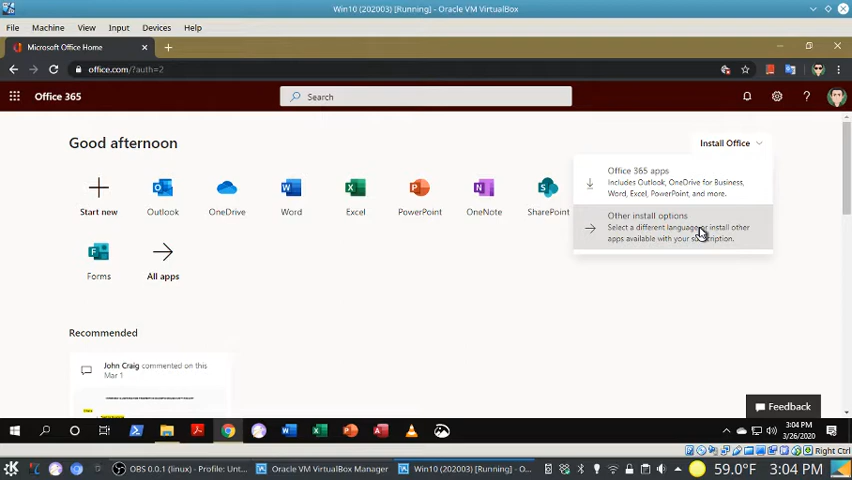 Win10 (202003) [Running] - Oracle VM VirtualBox
File Machine View Input Devices Help
Microsoft Office Home
office.com/?auth=2
Office 365
Search
Good afternoon
Install Office
Office 365 apps
Includes Outlook, OneDrive for Business,
Word, Excel, PowerPoint, and more.
Other install options
Select a different language or install other
apps available with your subscription.
Start new
Outlook
OneDrive
Word
Excel
PowerPoint
OneNote
SharePoint
Forms
All apps
Recommended
John Craig commented on this
Mar 1
Feedback
3:04 PM
3/26/2020
Right Ctrl
OBS 0.0.1 (linux) - Profile: Unt...
Oracle VM VirtualBox Manager
Win10 (202003) [Running] - O...
59.0°F
3:04 PM